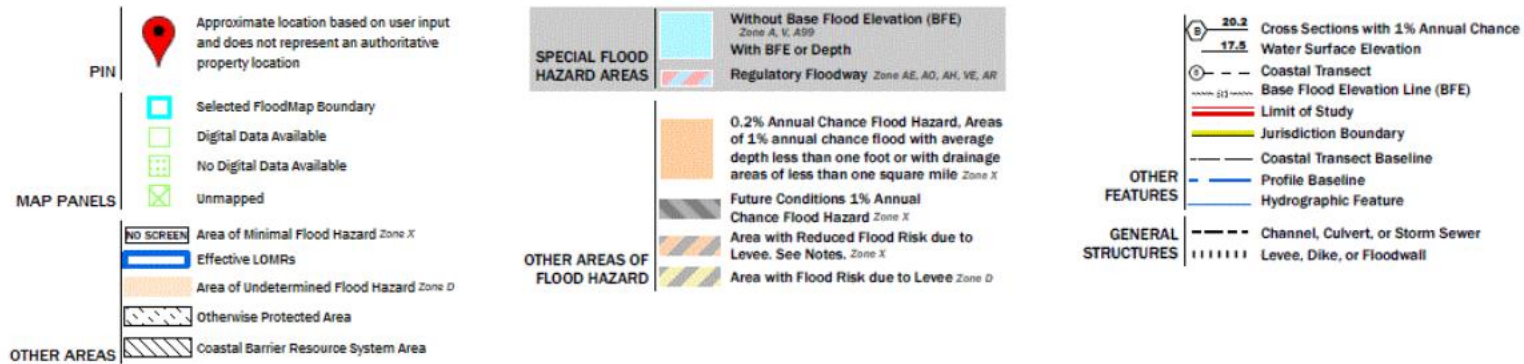 PIN
Approximate location based on user input
and does not represent an authoritative
property location
MAP PANELS
Selected FloodMap Boundary
Digital Data Available
No Digital Data Available
Unmapped
OTHER AREAS
NO SCREEN Area of Minimal Flood Hazard Zone X
Effective LOMRs
Area of Undetermined Flood Hazard Zone D
Otherwise Protected Area
Coastal Barrier Resource System Area
SPECIAL FLOOD
HAZARD AREAS
Without Base Flood Elevation (BFE)
Zone A, V, A99
With BFE or Depth
Regulatory Floodway Zone AE, AO, AH, VE, AR
OTHER AREAS OF
FLOOD HAZARD
0.2% Annual Chance Flood Hazard, Areas
of 1% annual chance flood with average
depth less than one foot or with drainage
areas of less than one square mile Zone X
Future Conditions 1% Annual
Chance Flood Hazard Zone X
Area with Reduced Flood Risk due to
Levee. See Notes. Zone X
Area with Flood Risk due to Levee Zone D
OTHER
FEATURES
20.2 Cross Sections with 1% Annual Chance
17.5 Water Surface Elevation
Coastal Transect
Base Flood Elevation Line (BFE)
Limit of Study
Jurisdiction Boundary
Coastal Transect Baseline
Profile Baseline
Hydrographic Feature
GENERAL
STRUCTURES
Channel, Culvert, or Storm Sewer
Levee, Dike, or Floodwall